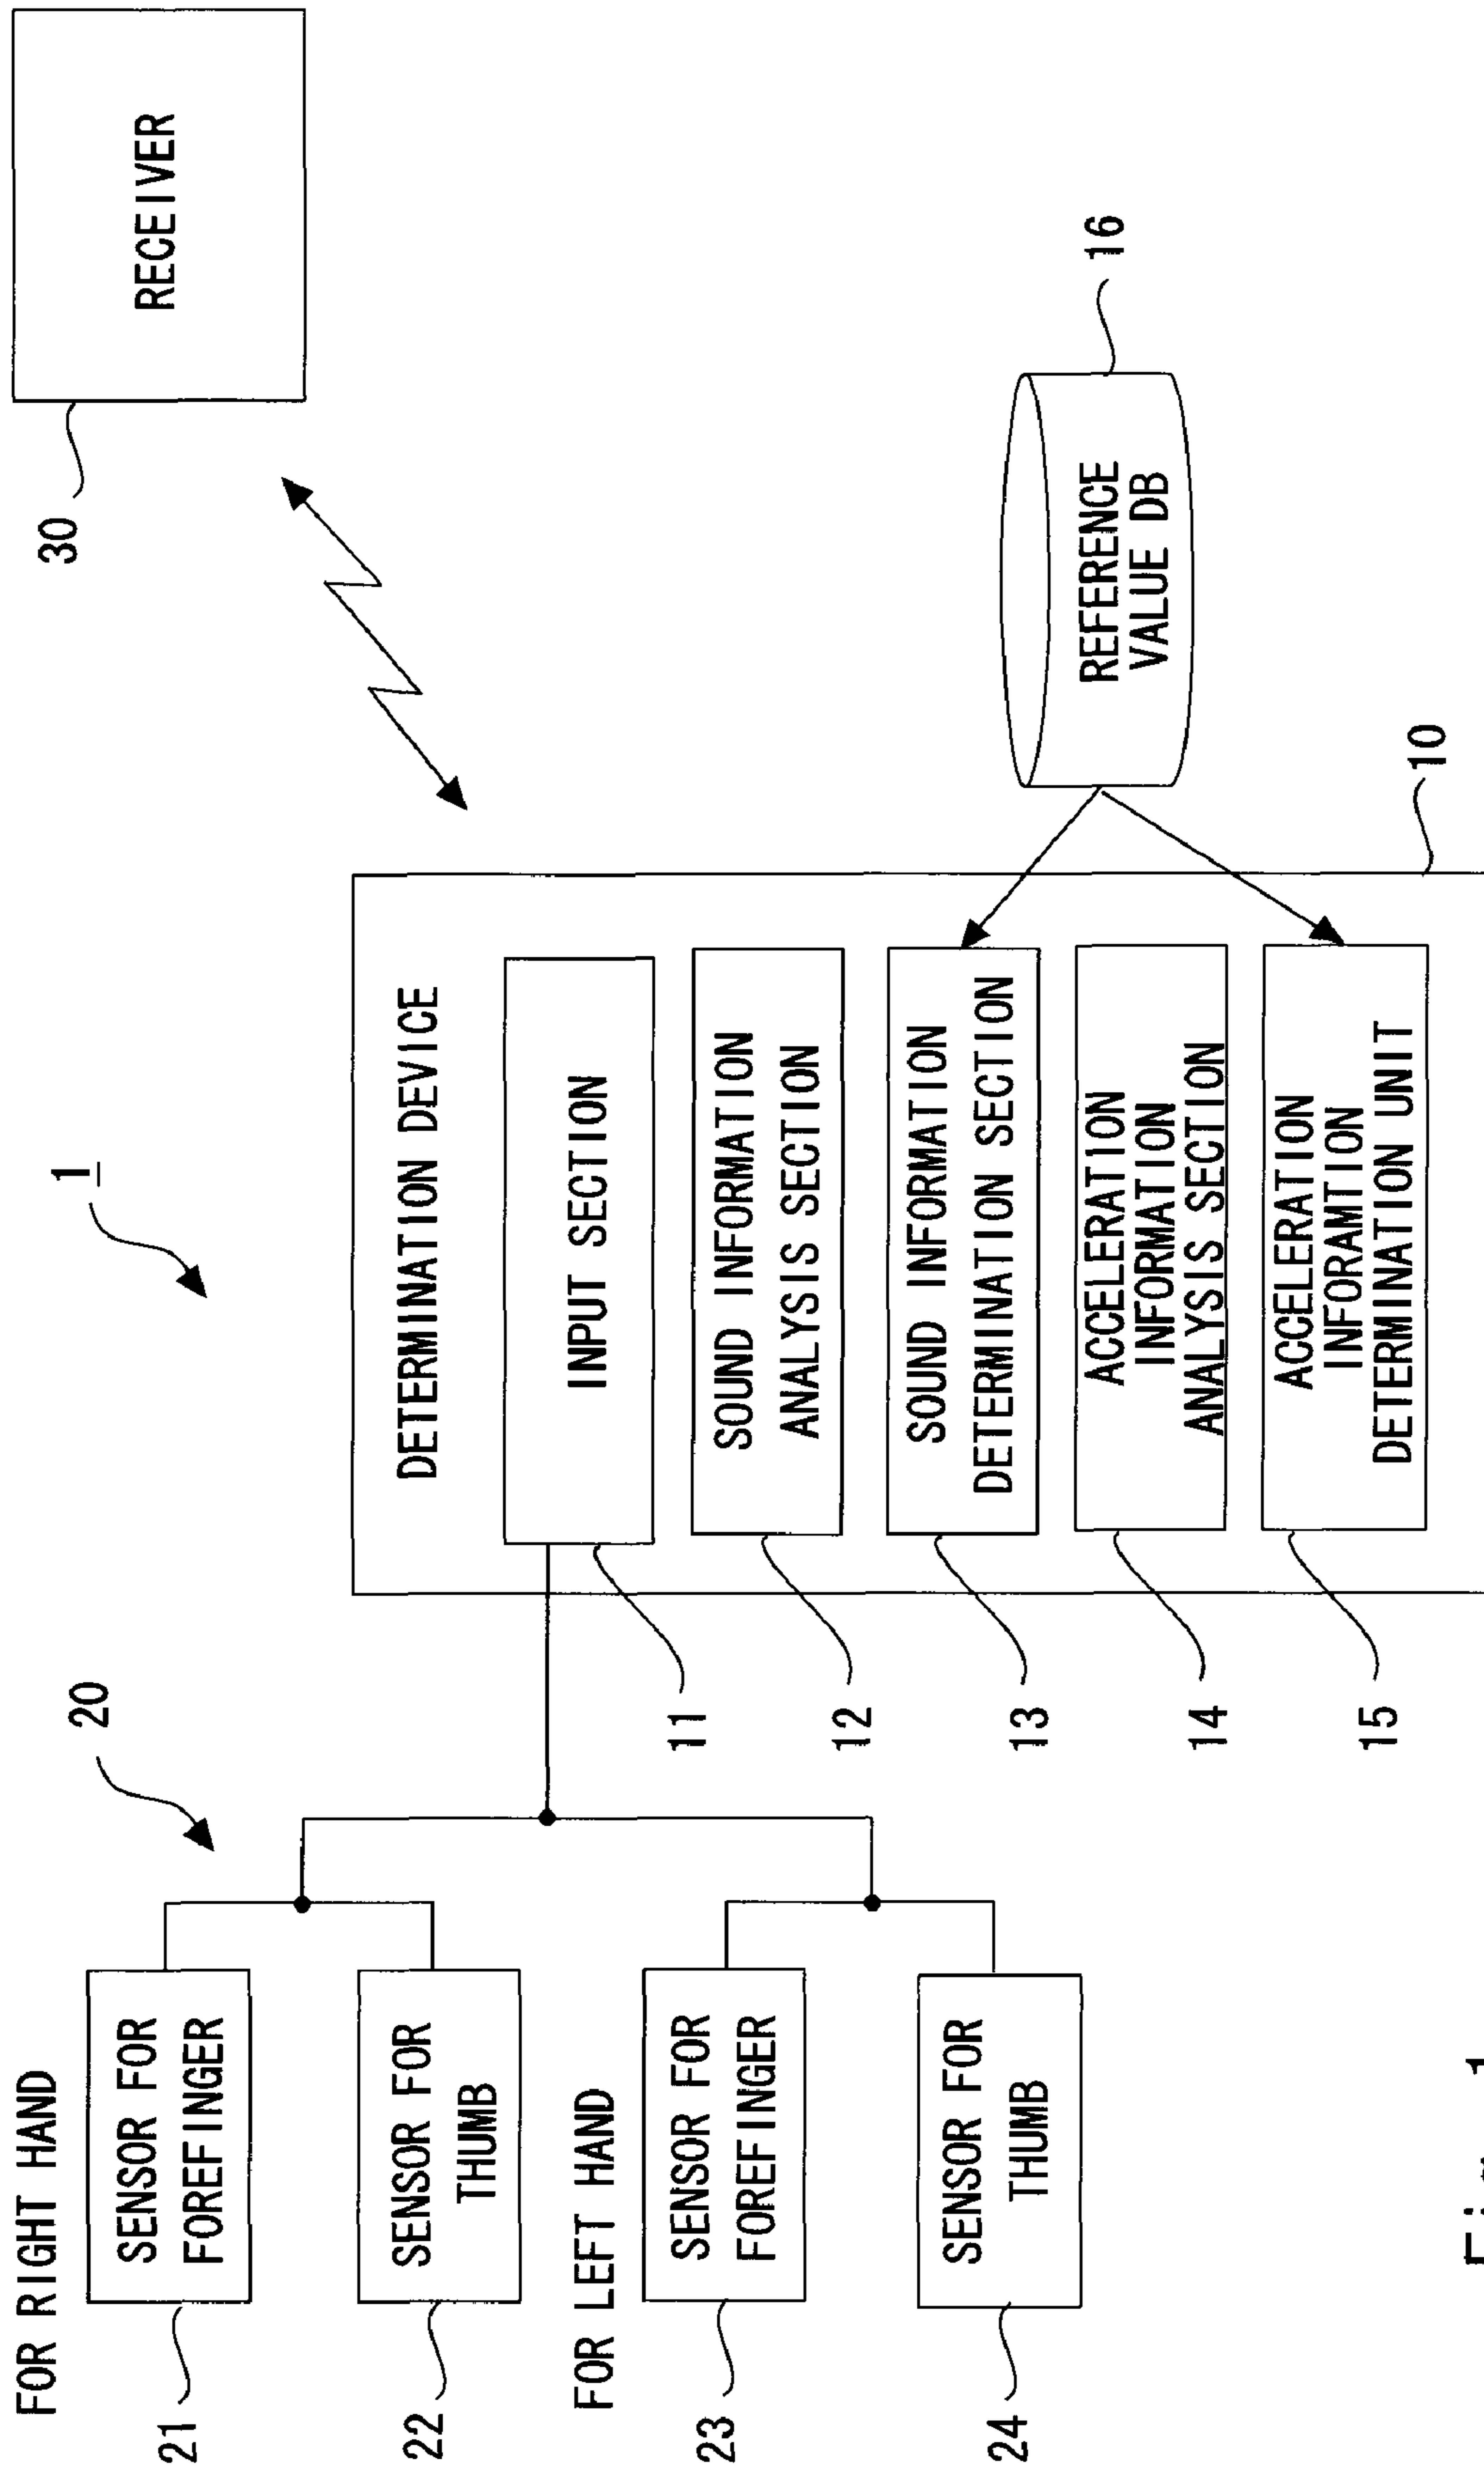 1
20
FOR RIGHT HAND
21
SENSOR FOR
FOREFINGER
22
SENSOR FOR
THUMB
FOR LEFT HAND
23
SENSOR FOR
FOREFINGER
24
SENSOR FOR
THUMB
DETERMINATION DEVICE
10
11
INPUT SECTION
12
SOUND INFORMATION
ANALYSIS SECTION
13
SOUND INFORMATION
DETERMINATION SECTION
14
ACCELERATION
INFORMATION
ANALYSIS SECTION
15
ACCELERATION
INFORAMTION
DETERMINATION UNIT
16
REFERENCE
VALUE DB
30
RECEIVER